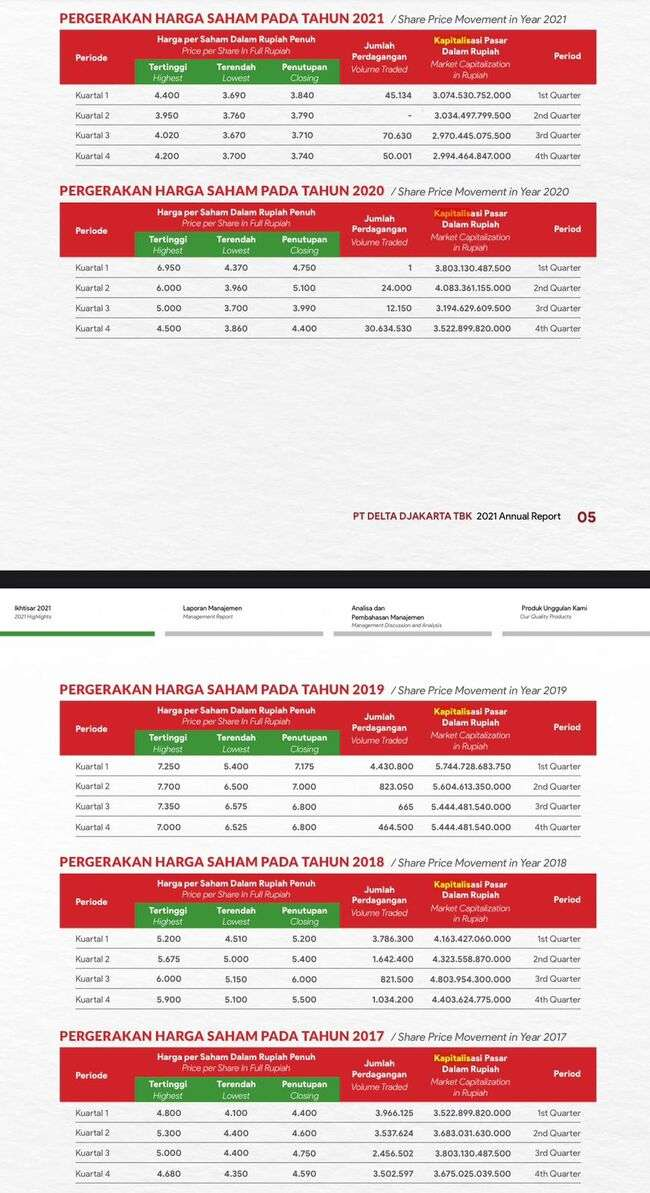 PERGERAKAN HARGA SAHAM PADA TAHUN 2021 / Share Price Movement in Year 2021
Periode
Harga per Saham Dalam Rupiah Penuh
Price per Share In Full Rupiah
Tertinggi Terendah Penutupan
Highest Lowest Closing
Jumlah
Perdagangan
Volume Traded
Kapitalisasi Pasar
Dalam Rupiah
Market Capitalization
in Rupiah
Period
Kuartal 1 4.400 3.690 3.840 45.134 3.074.530.752.000 1st Quarter
Kuartal 2 3.950 3.760 3.790 - 3.034.497.799.500 2nd Quarter
Kuartal 3 4.020 3.670 3.710 70.630 2.970.445.075.500 3rd Quarter
Kuartal 4 4.200 3.700 3.740 50.001 2.994.464.847.000 4th Quarter
PERGERAKAN HARGA SAHAM PADA TAHUN 2020 / Share Price Movement in Year 2020
Periode
Harga per Saham Dalam Rupiah Penuh
Price per Share In Full Rupiah
Tertinggi Terendah Penutupan
Highest Lowest Closing
Jumlah
Perdagangan
Volume Traded
Kapitalisasi Pasar
Dalam Rupiah
Market Capitalization
in Rupiah
Period
Kuartal 1 6.950 4.370 4.750 1 3.803.130.487.500 1st Quarter
Kuartal 2 6.000 3.960 5.100 24.000 4.083.361.155.000 2nd Quarter
Kuartal 3 5.000 3.700 3.990 12.150 3.194.629.609.500 3rd Quarter
Kuartal 4 4.500 3.860 4.400 30.634.530 3.522.899.820.000 4th Quarter
PT DELTA DJAKARTA TBK 2021 Annual Report 05
Ikhtisar 2021
2021 Highlights
Laporan Manajemen
Management Report
Analisa dan
Pembahasan Manajemen
Management Discussion and Analysis
Produk Unggulan Kami
Our Quality Products
PERGERAKAN HARGA SAHAM PADA TAHUN 2019 / Share Price Movement in Year 2019
Periode
Harga per Saham Dalam Rupiah Penuh
Price per Share In Full Rupiah
Tertinggi Terendah Penutupan
Highest Lowest Closing
Jumlah
Perdagangan
Volume Traded
Kapitalisasi Pasar
Dalam Rupiah
Market Capitalization
in Rupiah
Period
Kuartal 1 7.250 5.400 7.175 4.430.800 5.744.728.683.750 1st Quarter
Kuartal 2 7.700 6.500 7.000 823.050 5.604.613.350.000 2nd Quarter
Kuartal 3 7.350 6.575 6.800 665 5.444.481.540.000 3rd Quarter
Kuartal 4 7.000 6.525 6.800 464.500 5.444.481.540.000 4th Quarter
PERGERAKAN HARGA SAHAM PADA TAHUN 2018 / Share Price Movement in Year 2018
Periode
Harga per Saham Dalam Rupiah Penuh
Price per Share In Full Rupiah
Tertinggi Terendah Penutupan
Highest Lowest Closing
Jumlah
Perdagangan
Volume Traded
Kapitalisasi Pasar
Dalam Rupiah
Market Capitalization
in Rupiah
Period
Kuartal 1 5.200 4.510 5.200 3.786.300 4.163.427.060.000 1st Quarter
Kuartal 2 5.675 5.000 5.400 1.642.400 4.323.558.870.000 2nd Quarter
Kuartal 3 6.000 5.150 6.000 821.500 4.803.954.300.000 3rd Quarter
Kuartal 4 5.900 5.100 5.500 1.034.200 4.403.624.775.000 4th Quarter
PERGERAKAN HARGA SAHAM PADA TAHUN 2017 / Share Price Movement in Year 2017
Periode
Harga per Saham Dalam Rupiah Penuh
Price per Share In Full Rupiah
Tertinggi Terendah Penutupan
Highest Lowest Closing
Jumlah
Perdagangan
Volume Traded
Kapitalisasi Pasar
Dalam Rupiah
Market Capitalization
in Rupiah
Period
Kuartal 1 4.800 4.100 4.400 3.966.125 3.522.899.820.000 1st Quarter
Kuartal 2 5.300 4.400 4.600 3.537.624 3.683.031.630.000 2nd Quarter
Kuartal 3 5.000 4.400 4.750 2.456.502 3.803.130.487.500 3rd Quarter
Kuartal 4 4.680 4.350 4.590 3.502.597 3.675.025.039.500 4th Quarter